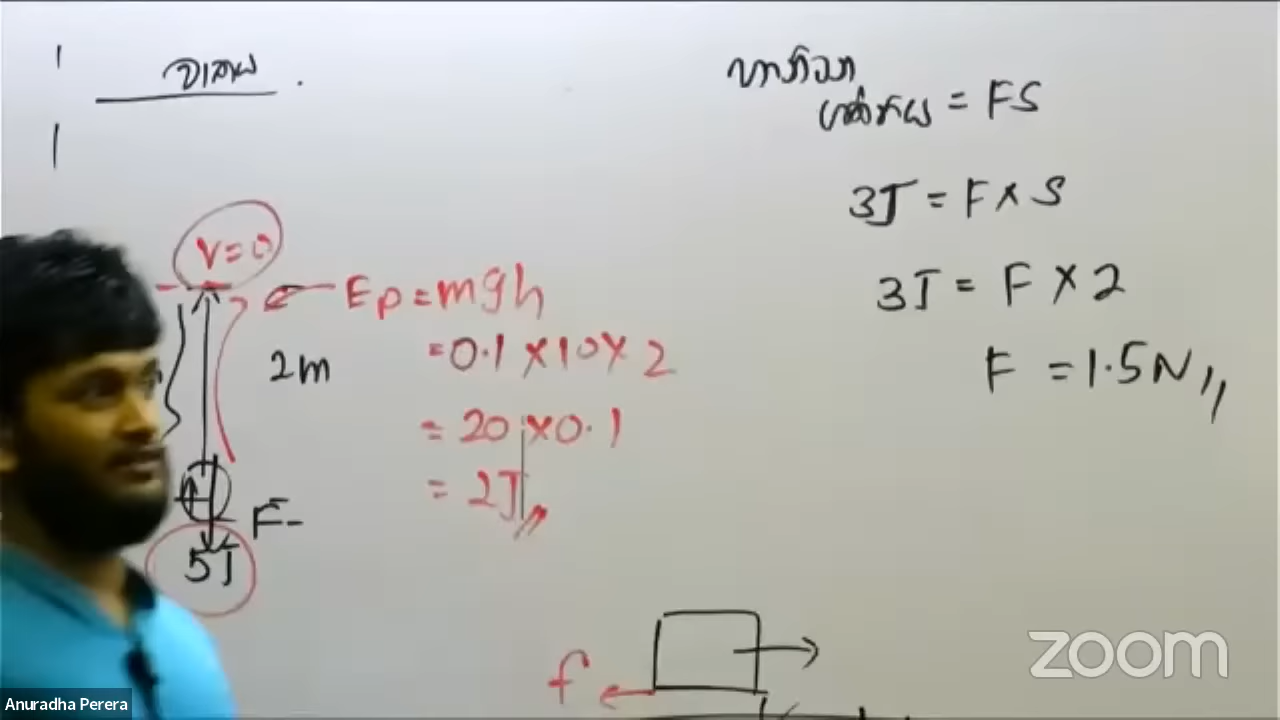 වායු
V=0
Ep = mgh
= 0.1 × 10 × 2
2m
= 20 × 0.1
= 2J
F-
5J
කාර්යය = FS
3J = F × S
3J = F × 2
F = 1.5N
f
zoom
Anuradha Perera